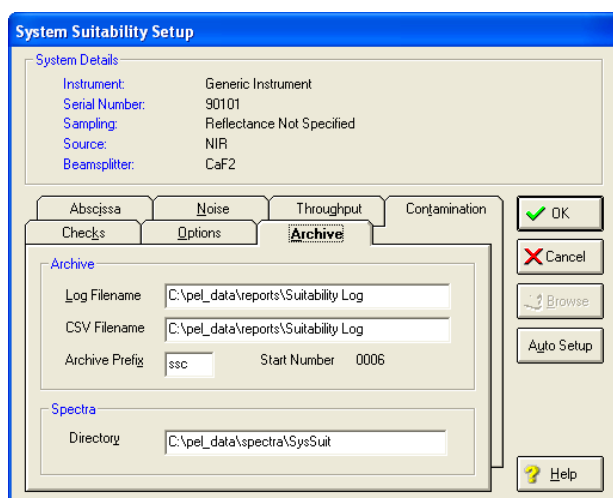 System Suitability Setup
System Details
Instrument: Generic Instrument
Serial Number: 90101
Sampling: Reflectance Not Specified
Source: NIR
Beamsplitter: CaF2
Abscissa Noise Throughput Contamination
Checks Options Archive
Archive
Log Filename C:\pel_data\reports\Suitability Log
CSV Filename C:\pel_data\reports\Suitability Log
Archive Prefix ssc Start Number 0006
Spectra
Directory C:\pel_data\spectra\SysSuit
OK
Cancel
Browse
Auto Setup
Help